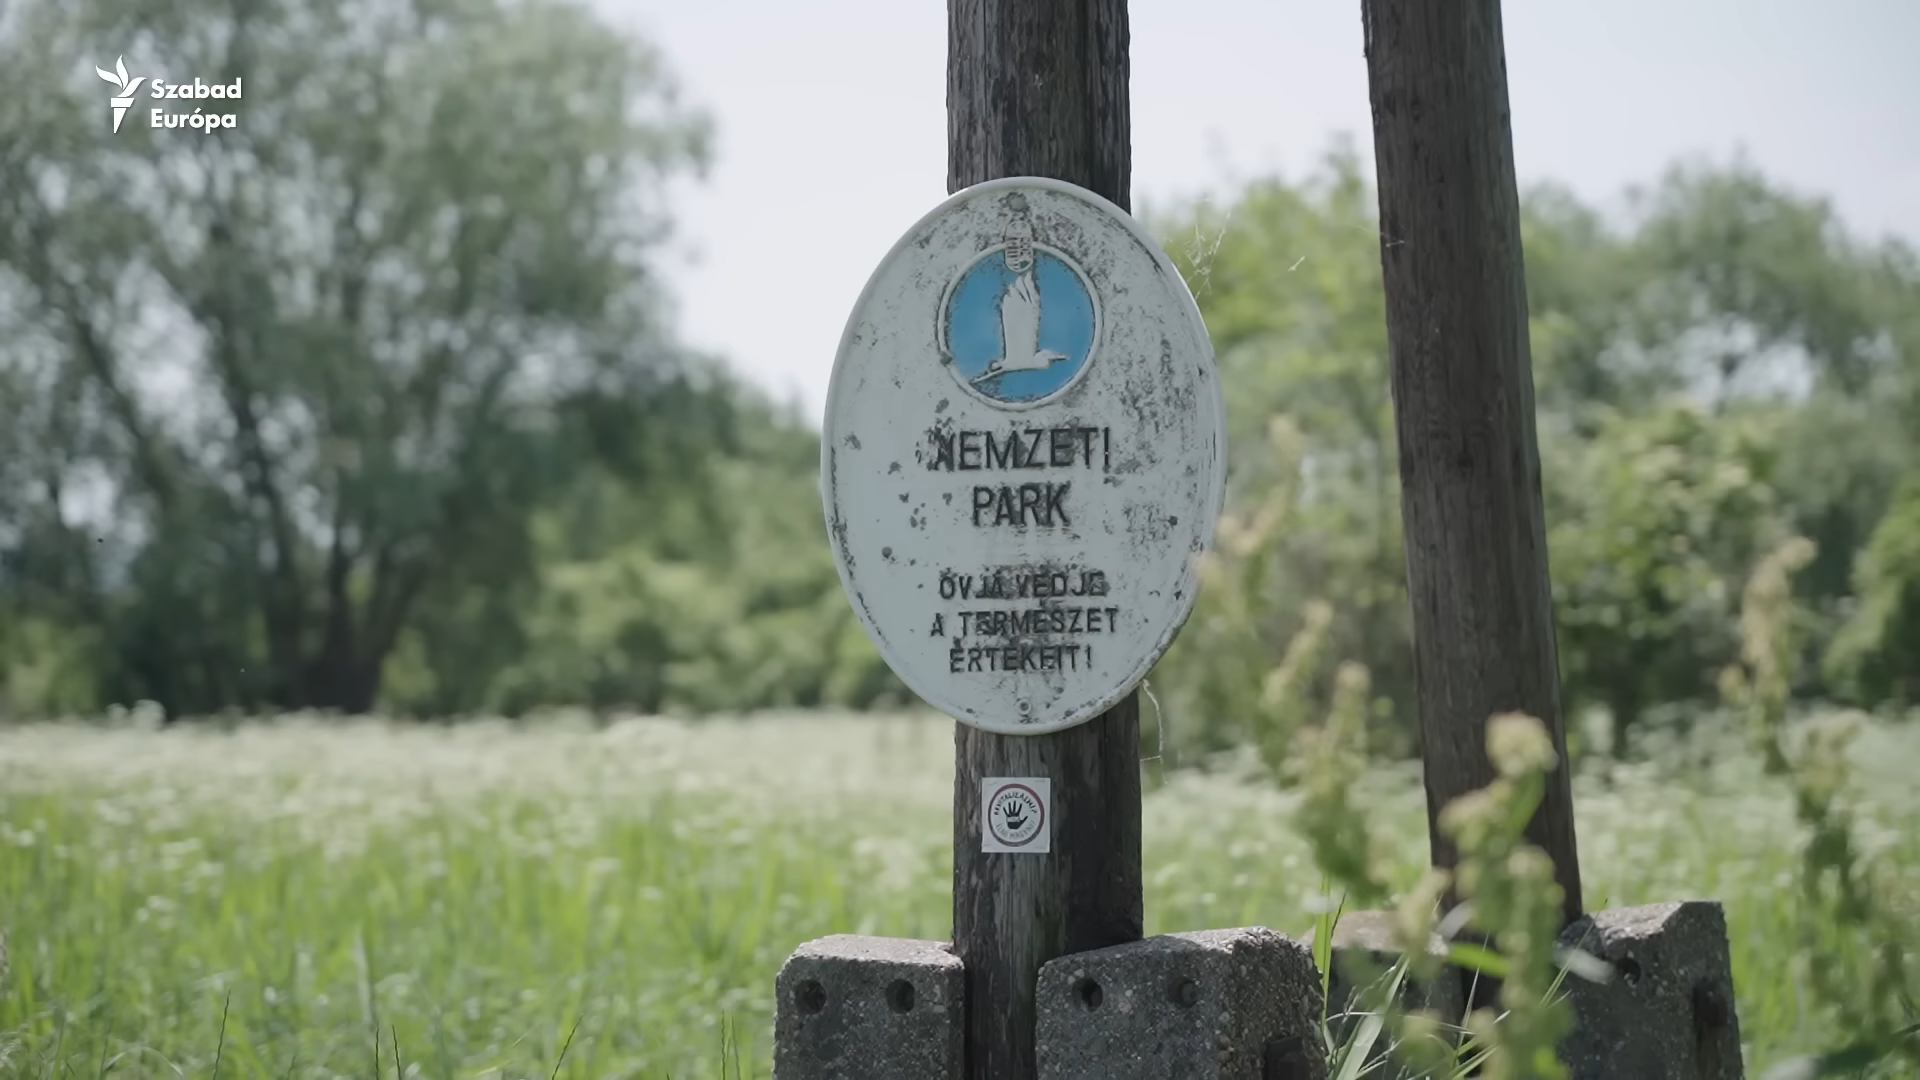 Szabad
Európa
NEMZETI
PARK
ÓVJA, VÉDJE
A TERMÉSZET
ÉRTÉKEIT!